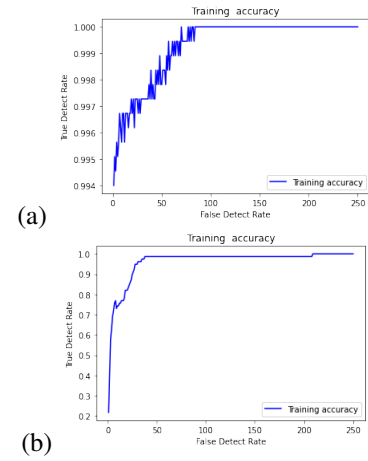 Training accuracy
True Detect Rate
1.000
0.999
0.998
0.997
0.996
0.995
0.994
0 50 100 150 200 250
Training accuracy
False Detect Rate
(a)
Training accuracy
True Detect Rate
1.0
0.9
0.8
0.7
0.6
0.5
0.4
0.3
0.2
0 50 100 150 200 250
Training accuracy
False Detect Rate
(b)